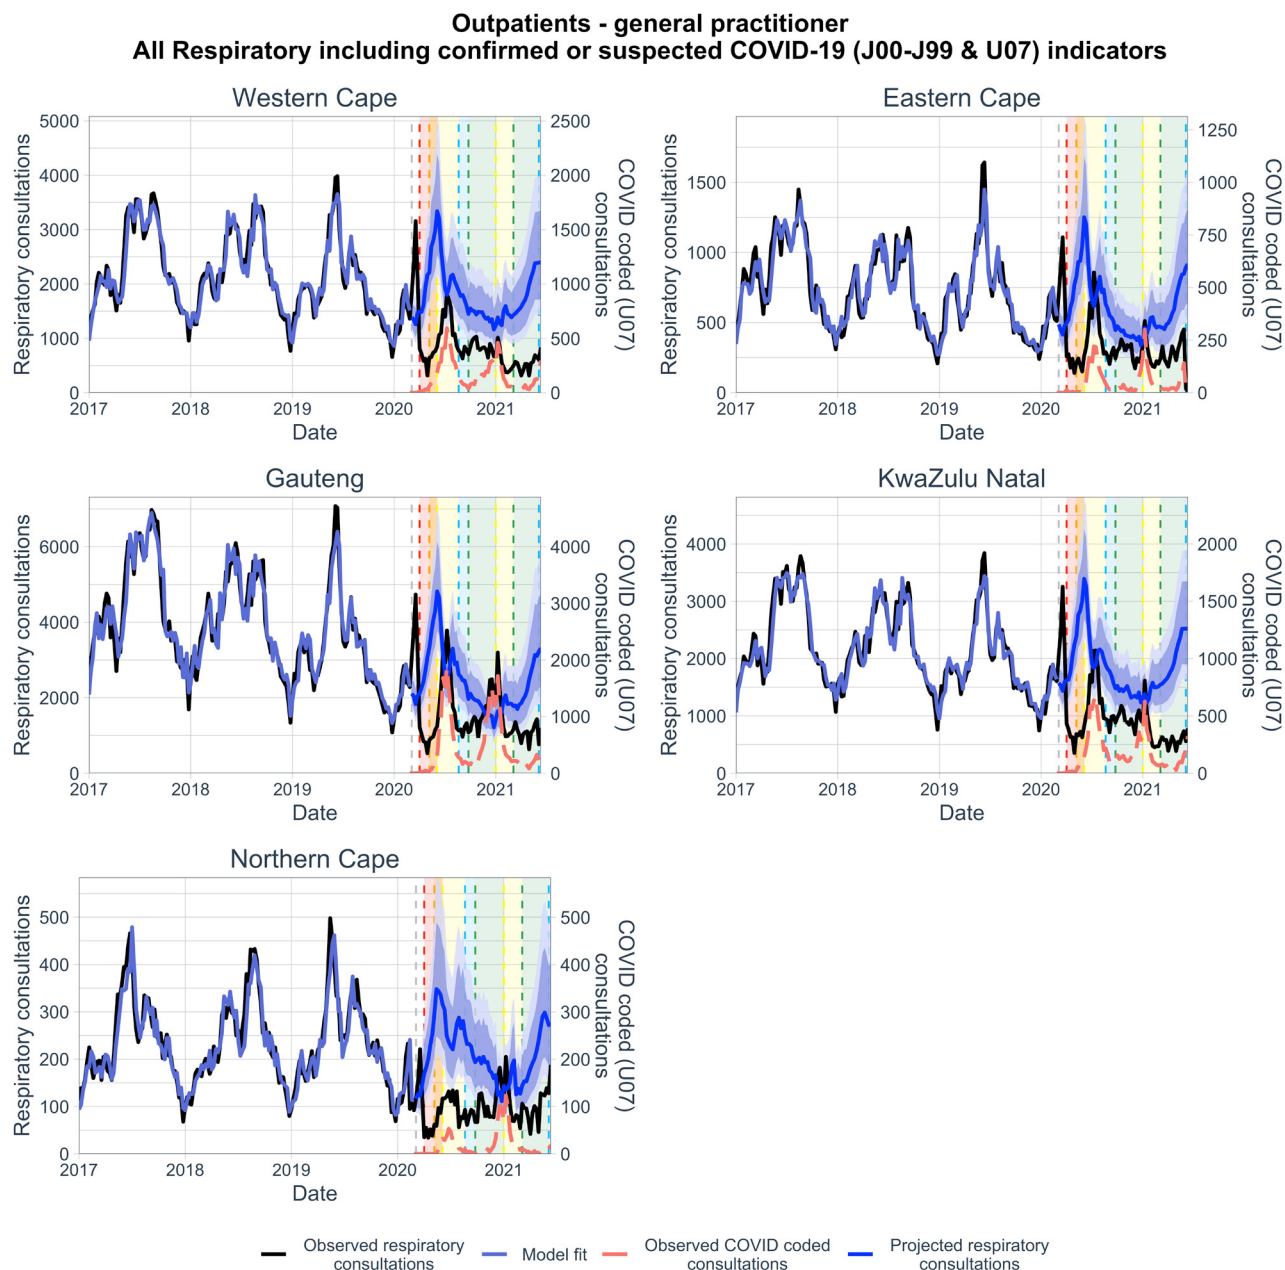 Outpatients - general practitioner
All Respiratory including confirmed or suspected COVID-19 (J00-J99 & U07) indicators
Western Cape
Respiratory consultations
5000
4000
3000
2000
1000
0
2500
2000
1500
1000
500
0
COVID coded (U07)
consultations
2017
2018
2019
2020
2021
Date
Eastern Cape
Respiratory consultations
1500
1000
500
0
1250
1000
750
500
250
0
COVID coded (U07)
consultations
2017
2018
2019
2020
2021
Date
Gauteng
Respiratory consultations
6000
4000
2000
0
4000
3000
2000
1000
0
COVID coded (U07)
consultations
2017
2018
2019
2020
2021
Date
KwaZulu Natal
Respiratory consultations
4000
3000
2000
1000
0
2000
1500
1000
500
0
COVID coded (U07)
consultations
2017
2018
2019
2020
2021
Date
Northern Cape
Respiratory consultations
500
400
300
200
100
0
500
400
300
200
100
0
COVID coded (U07)
consultations
2017
2018
2019
2020
2021
Date
Observed respiratory
consultations
Model fit
Observed COVID coded
consultations
Projected respiratory
consultations